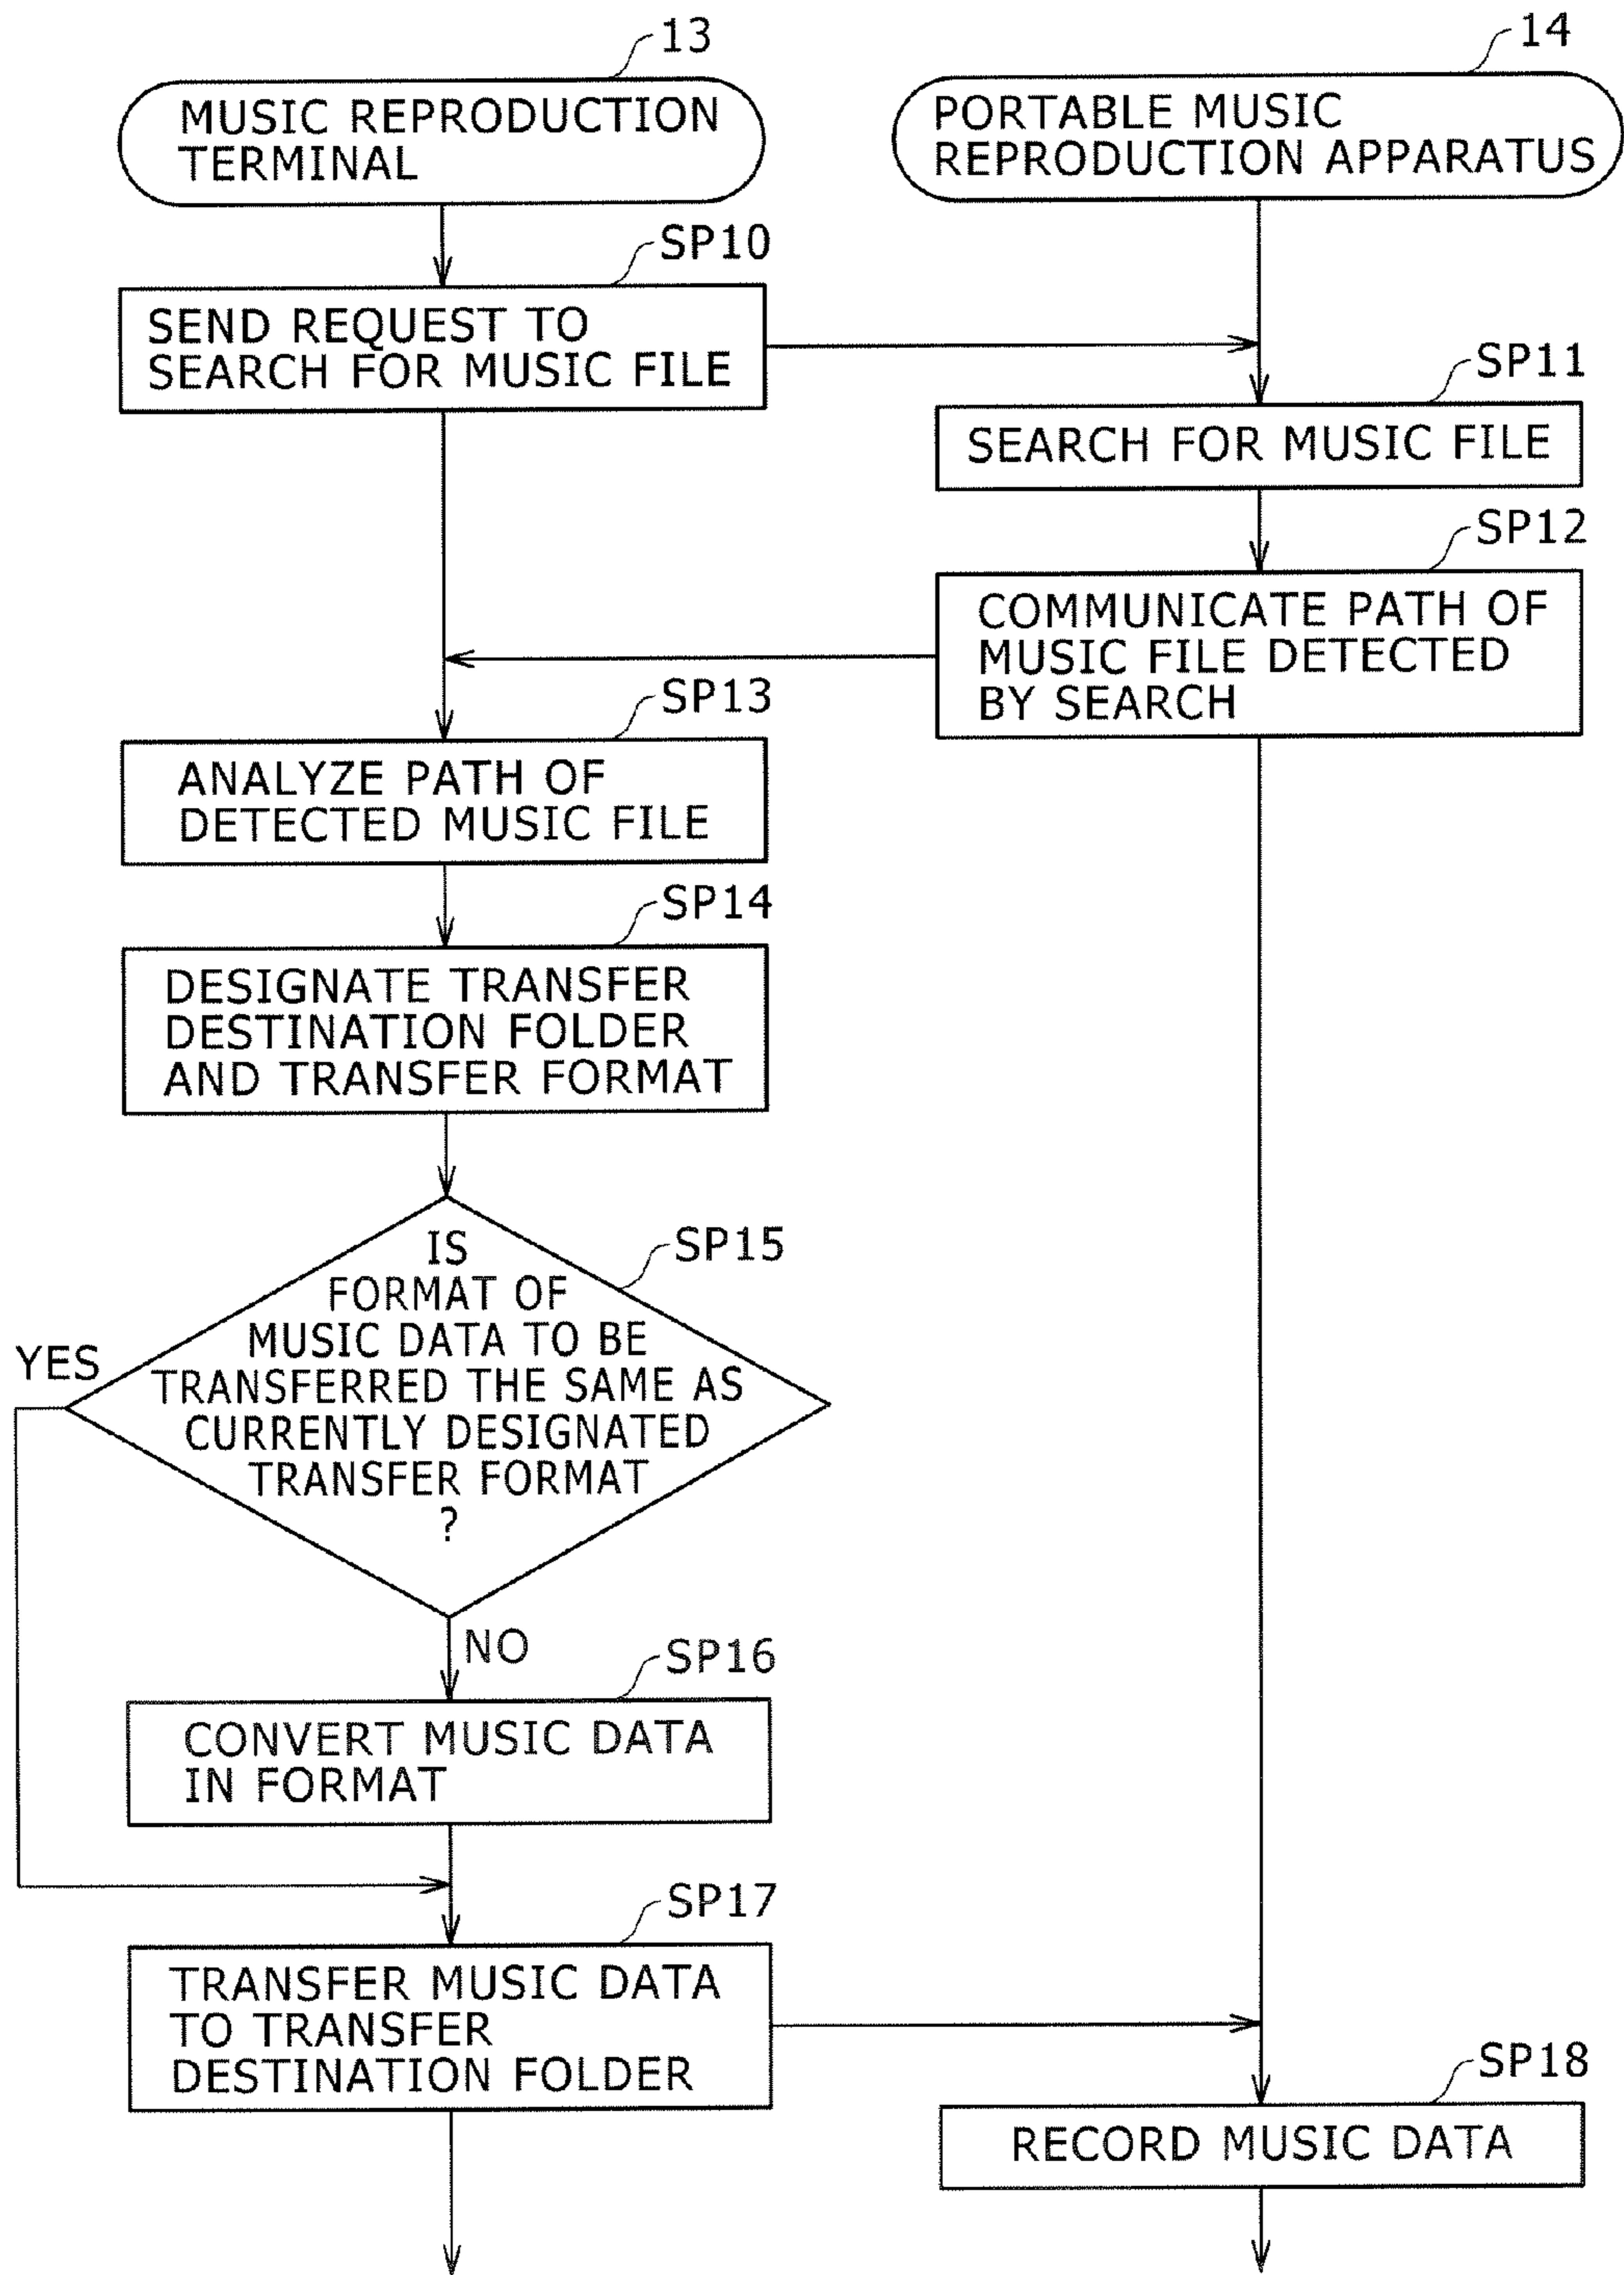 13
MUSIC REPRODUCTION
TERMINAL
14
PORTABLE MUSIC
REPRODUCTION APPARATUS
SP10
SEND REQUEST TO
SEARCH FOR MUSIC FILE
SP11
SEARCH FOR MUSIC FILE
SP12
COMMUNICATE PATH OF
MUSIC FILE DETECTED
BY SEARCH
SP13
ANALYZE PATH OF
DETECTED MUSIC FILE
SP14
DESIGNATE TRANSFER
DESTINATION FOLDER
AND TRANSFER FORMAT
SP15
IS
FORMAT OF
MUSIC DATA TO BE
TRANSFERRED THE SAME AS
CURRENTLY DESIGNATED
TRANSFER FORMAT
?
YES
NO
SP16
CONVERT MUSIC DATA
IN FORMAT
SP17
TRANSFER MUSIC DATA
TO TRANSFER
DESTINATION FOLDER
SP18
RECORD MUSIC DATA